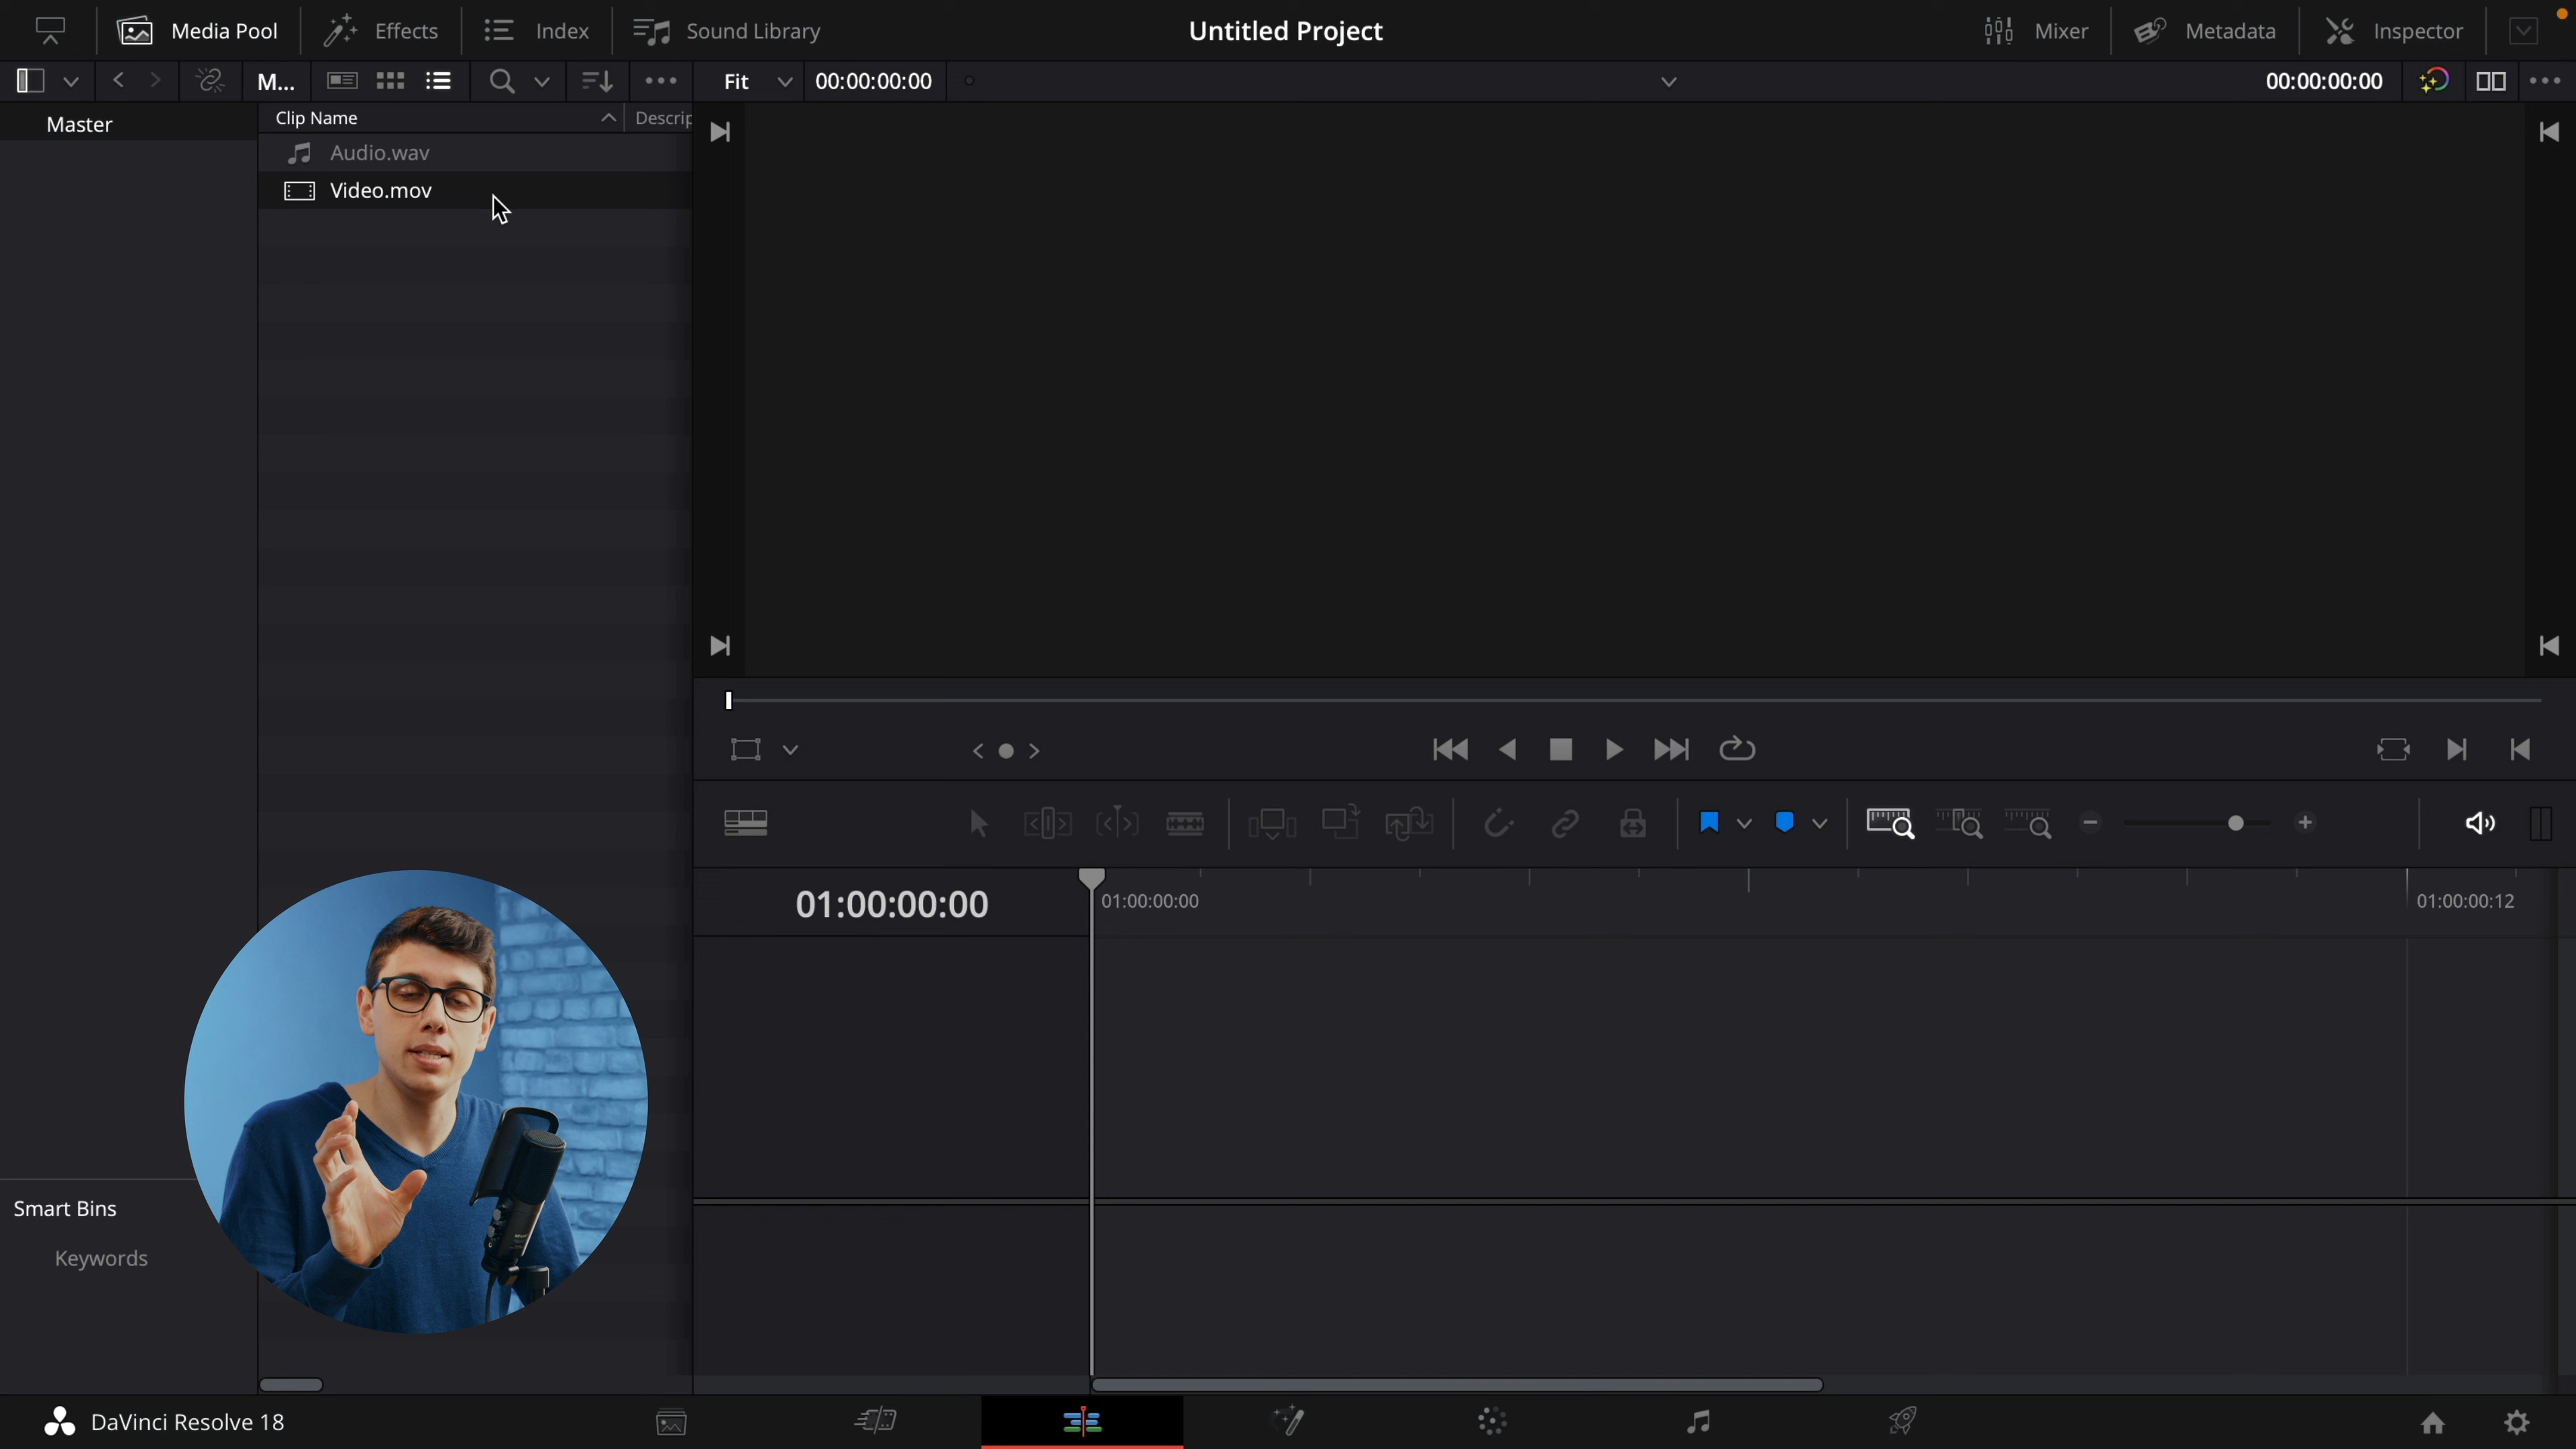 Media Pool
Effects
Index
Sound Library
Untitled Project
Mixer
Metadata
Inspector
M...
Fit
00:00:00:00
00:00:00:00
Master
Clip Name
Descrip
Audio.wav
Video.mov
01:00:00:00
01:00:00:00
01:00:00:12
Smart Bins
Keywords
DaVinci Resolve 18